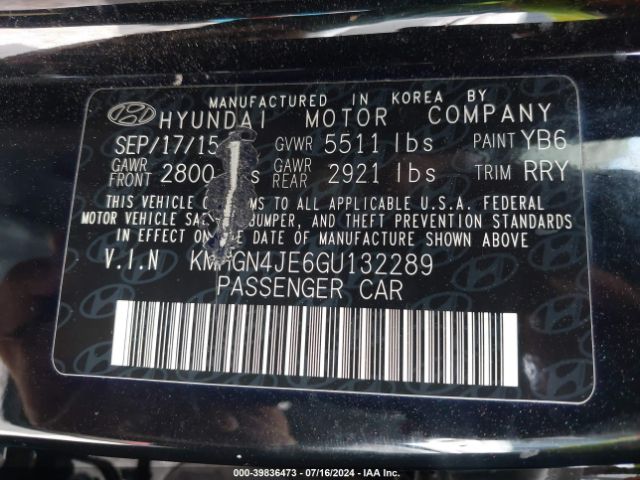 MANUFACTURED IN KOREA BY
HYUNDAI MOTOR COMPANY
SEP/17/15 GVWR 5511 lbs PAINT YB6
GAWR FRONT 2800 GAWR REAR 2921 lbs TRIM RRY
THIS VEHICLE TO ALL APPLICABLE U.S.A. FEDERAL
MOTOR VEHICLE BUMPER, AND THEFT PREVENTION STANDARDS
IN EFFECT ON THE DATE OF MANUFACTURE SHOWN ABOVE
V.I.N
PASSENGER CAR
000-39836473 - 07/16/2024 - IAA Inc.